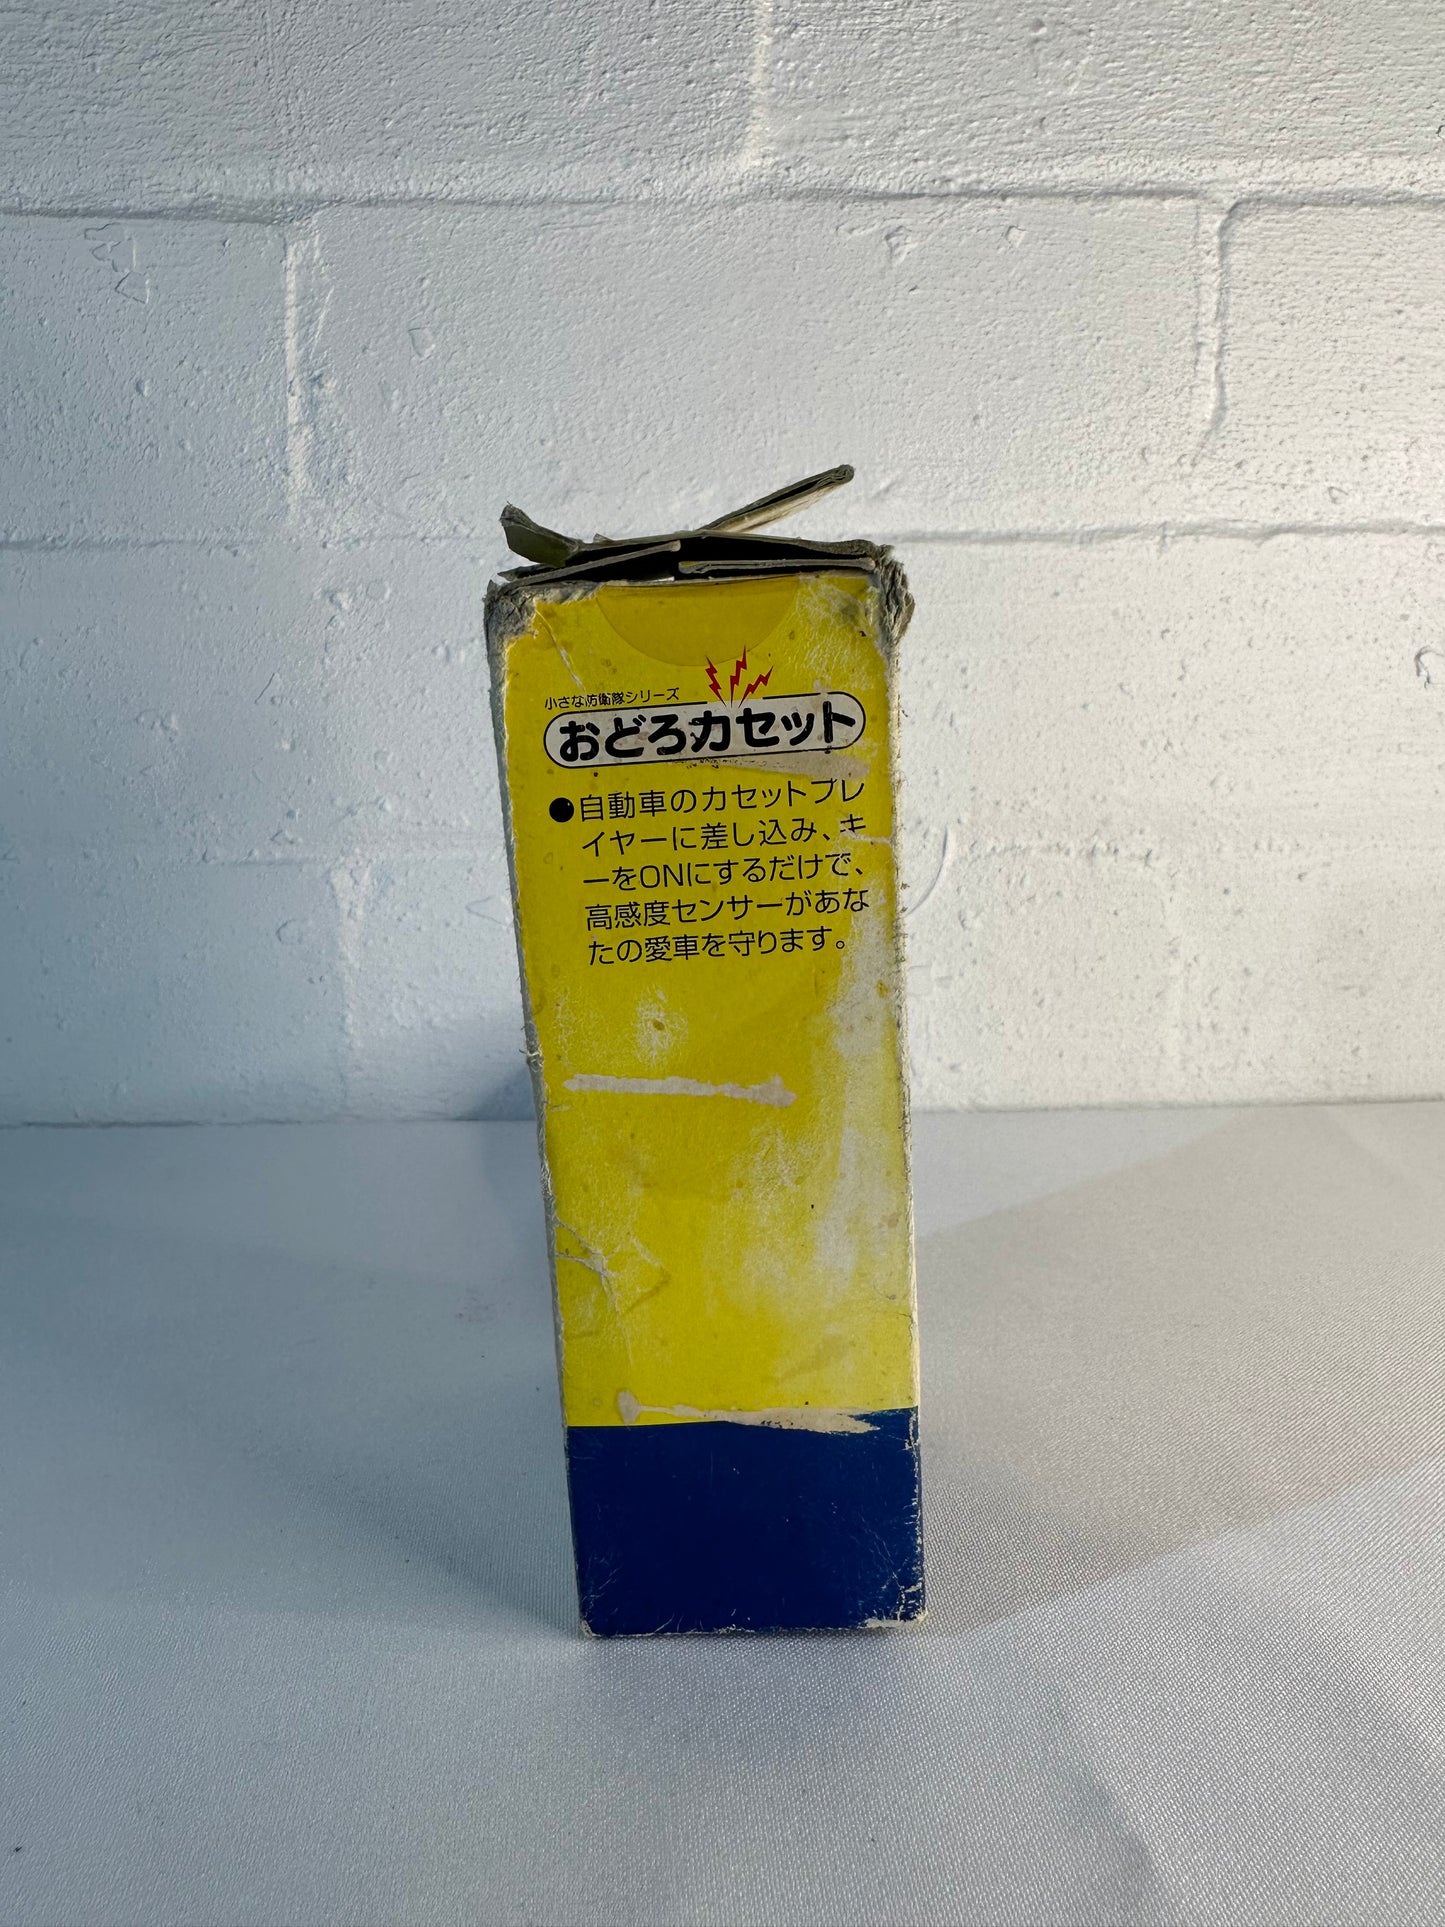 小さな防衛隊シリーズ
おどろカセット
●自動車のカセットプレ
イヤーに差し込み、キ
ーをONにするだけで、
高感度センサーがあな
たの愛車を守ります。